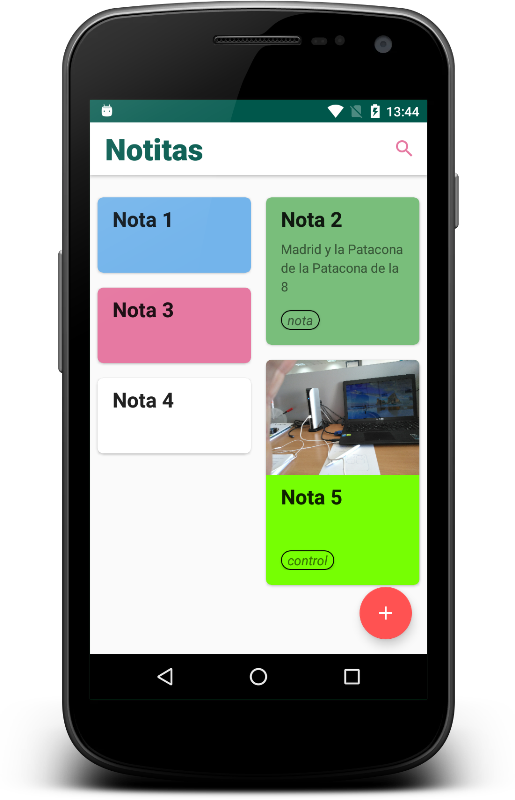 13:44
Notitas
Nota 1
Nota 2
Madrid y la Patacona
de la Patacona de la
8
nota
Nota 3
Nota 4
Nota 5
control